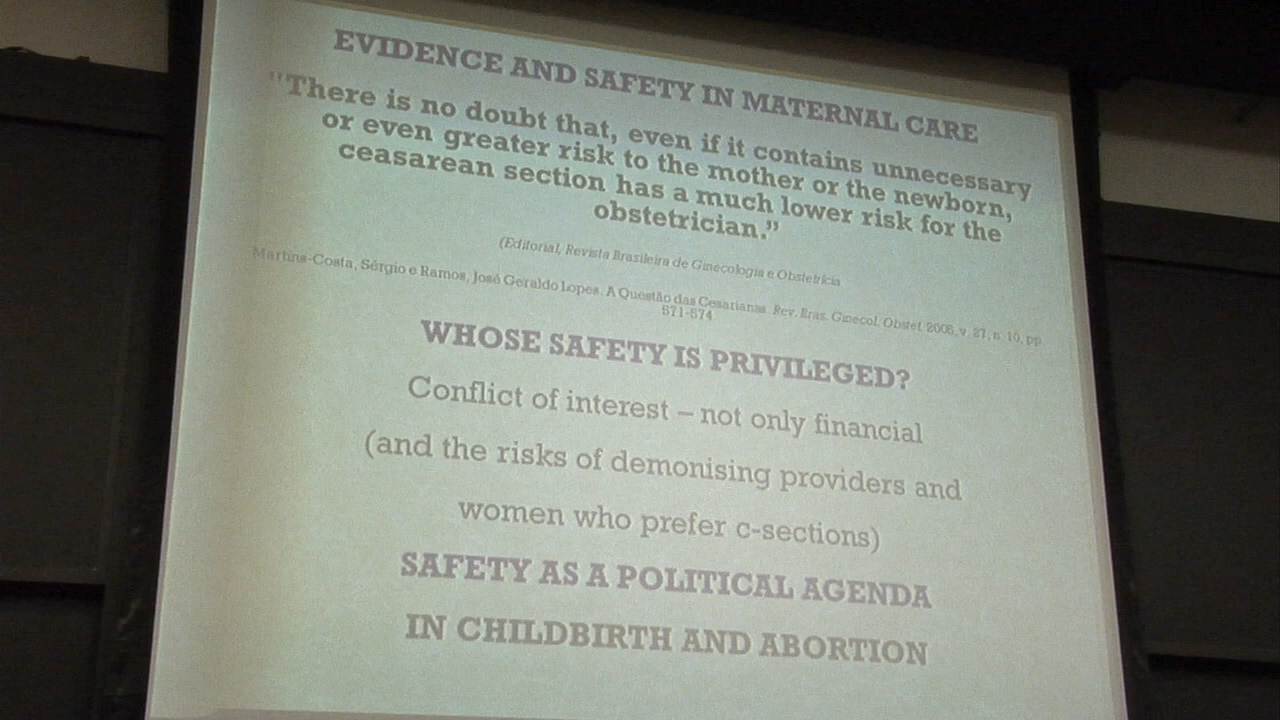 EVIDENCE AND SAFETY IN MATERNAL CARE
"There is no doubt that, even if it contains unnecessary
or even greater risk to the mother or the newborn,
ceasarean section has a much lower risk for the
obstetrician."
(Editorial, Revista Brasileira de Ginecologia e Obstetrícia
Martins-Costa, Sérgio e Ramos, José Geraldo Lopes. A Questão das Cesarianas. Rev. Bras. Ginecol. Obstet. 2005, v. 27, n. 10, pp.
571-574
WHOSE SAFETY IS PRIVILEGED?
Conflict of interest – not only financial
(and the risks of demonising providers and
women who prefer c-sections)
SAFETY AS A POLITICAL AGENDA
IN CHILDBIRTH AND ABORTION